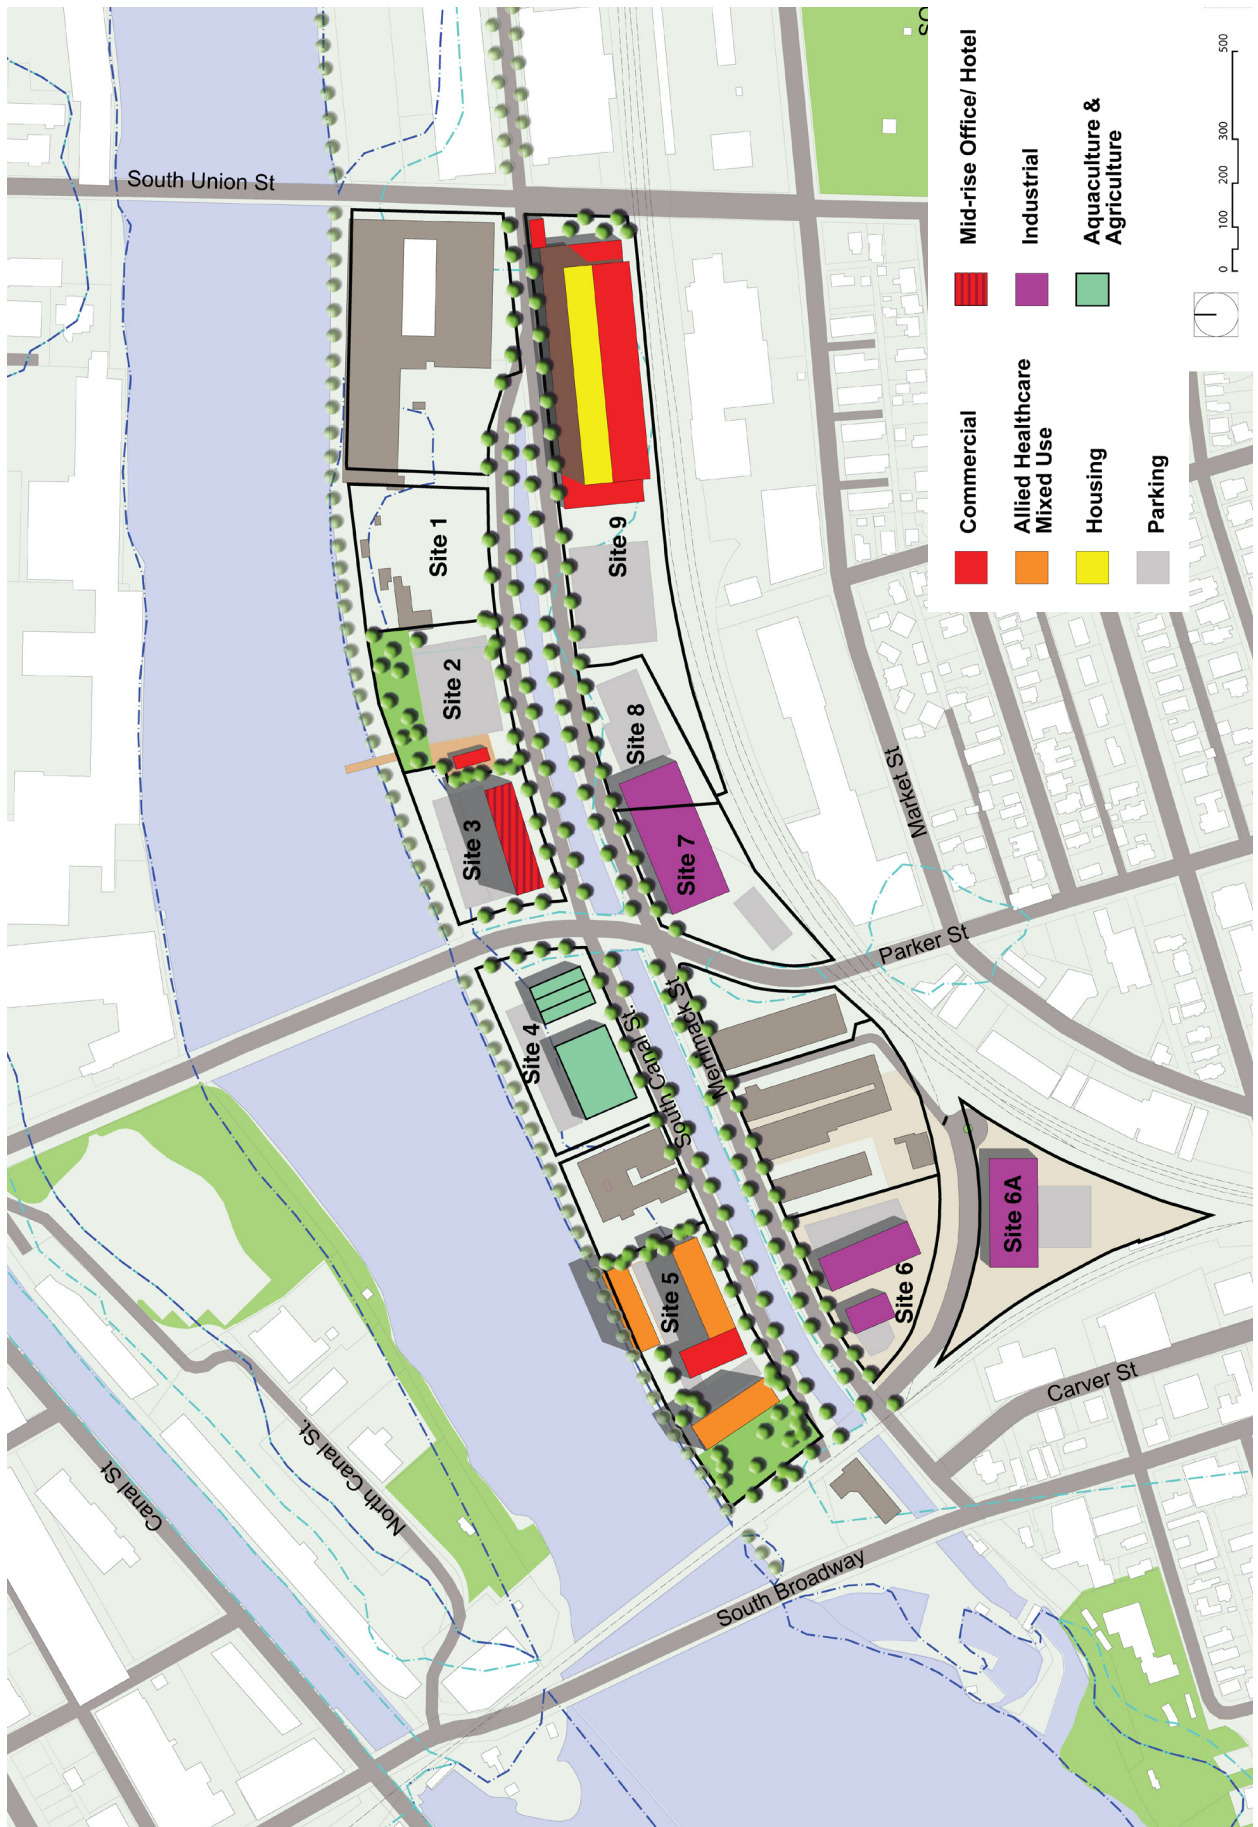 South Union St
Site 1
Site 2
Site 3
Site 4
Site 5
Site 6
Site 6A
Site 7
Site 8
Site 9
South Canal St.
Merrimack St
Market St
Parker St
Carver St
South Broadway
North Canal St.
Canal St
Commercial
Allied Healthcare
Mixed Use
Housing
Parking
Mid-rise Office/ Hotel
Industrial
Aquaculture &
Agriculture
0 100 200 300 500